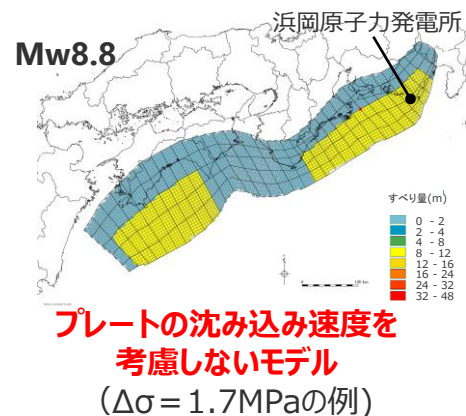 浜岡原子力発電所
Mw8.8
すべり量(m)
0 - 2
2 - 4
4 - 8
8 - 12
12 - 16
16 - 24
24 - 32
32 - 48
プレートの沈み込み速度を
考慮しないモデル
（Δσ＝1.7MPaの例)